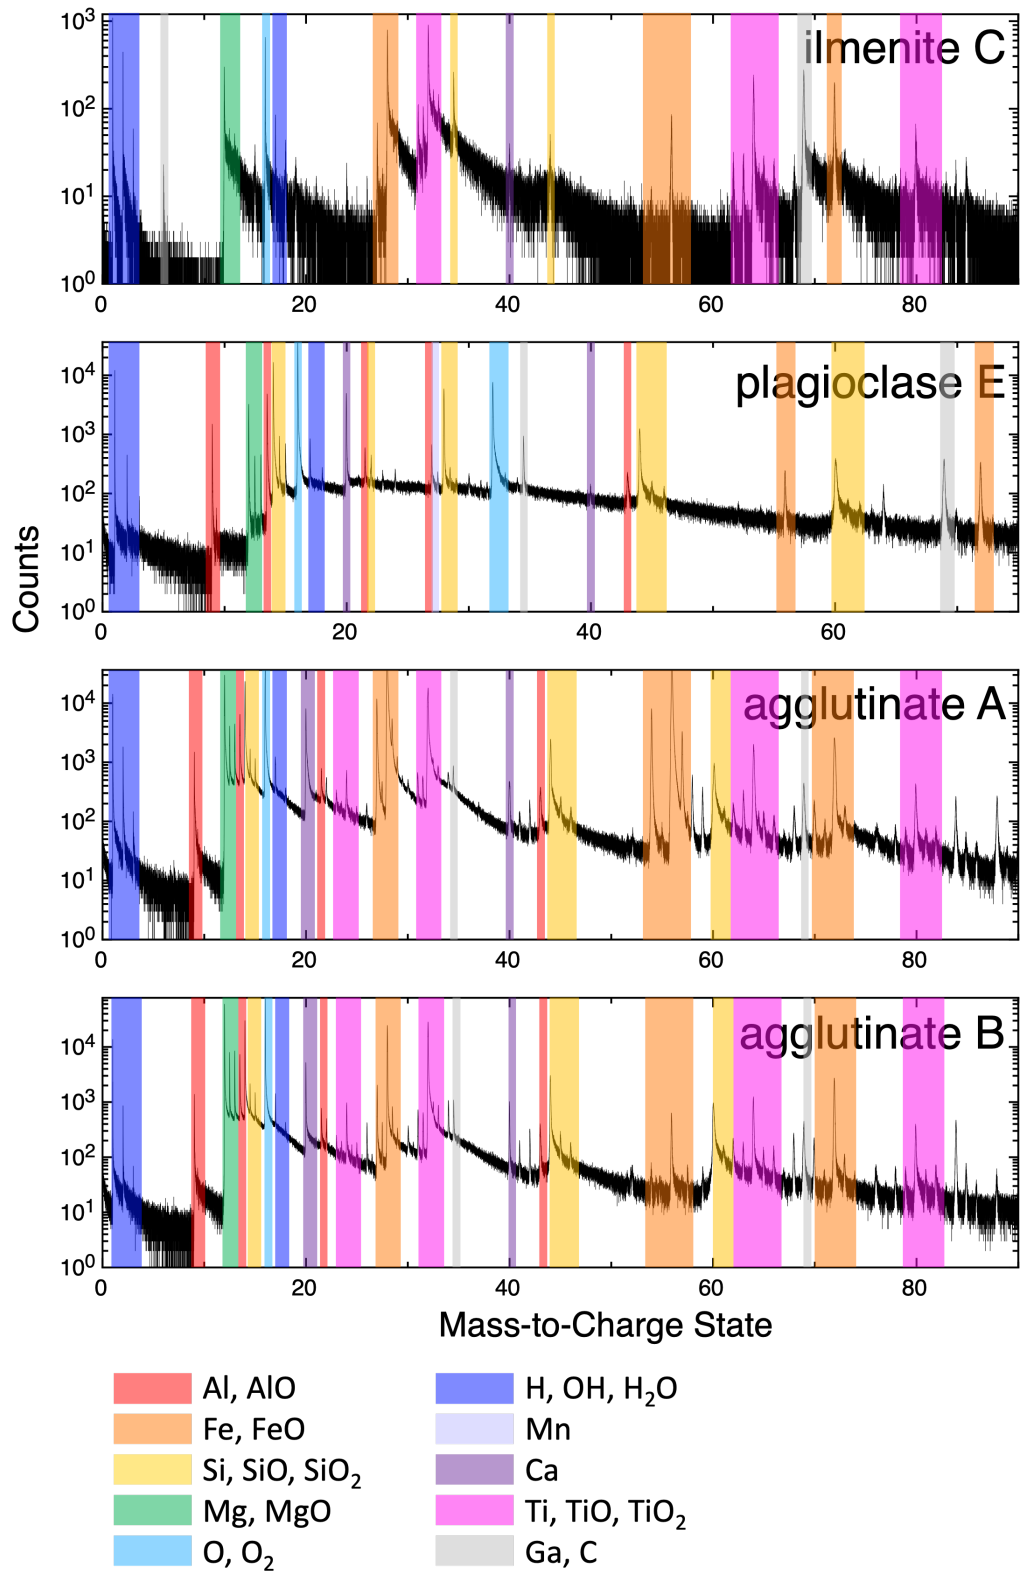 ilmenite C
10³
10²
10¹
10⁰
0 20 40 60 80
plagioclase E
10⁴
10³
10²
10¹
10⁰
0 20 40 60
Counts
agglutinate A
10⁴
10³
10²
10¹
10⁰
0 20 40 60 80
agglutinate B
10⁴
10³
10²
10¹
10⁰
0 20 40 60 80
Mass-to-Charge State
Al, AlO
H, OH, H₂O
Fe, FeO
Mn
Si, SiO, SiO₂
Ca
Mg, MgO
Ti, TiO, TiO₂
O, O₂
Ga, C